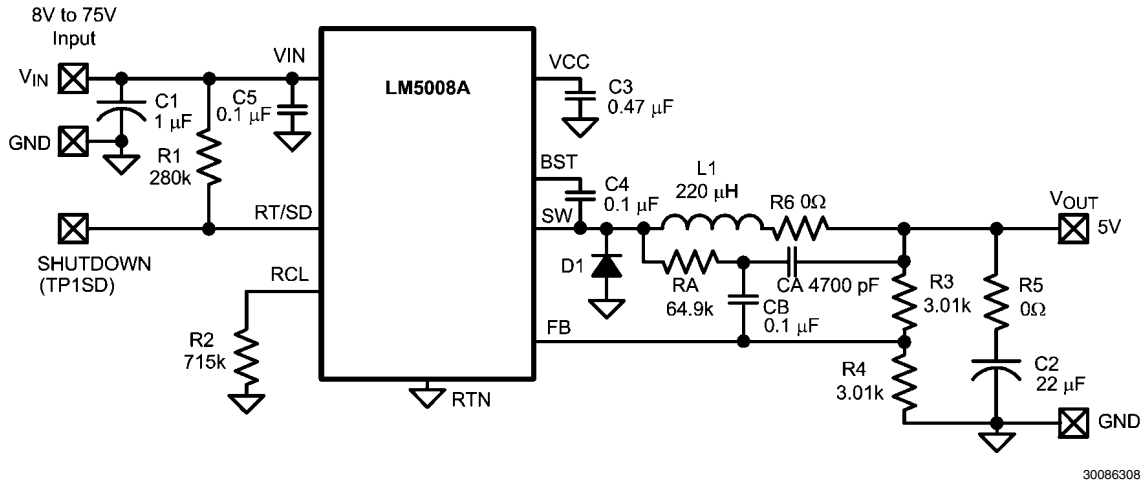 8V to 75V
Input
VIN
GND
C1
1 μF
R1
280k
C5
0.1 μF
VIN
LM5008A
SHUTDOWN
(TP1SD)
RT/SD
RCL
R2
715k
RTN
VCC
C3
0.47 μF
BST
C4
0.1 μF
SW
D1
L1
220 μH
R6 0Ω
RA
64.9k
CA 4700 pF
CB
0.1 μF
FB
R3
3.01k
R4
3.01k
R5
0Ω
C2
22 μF
VOUT
5V
GND
30086308